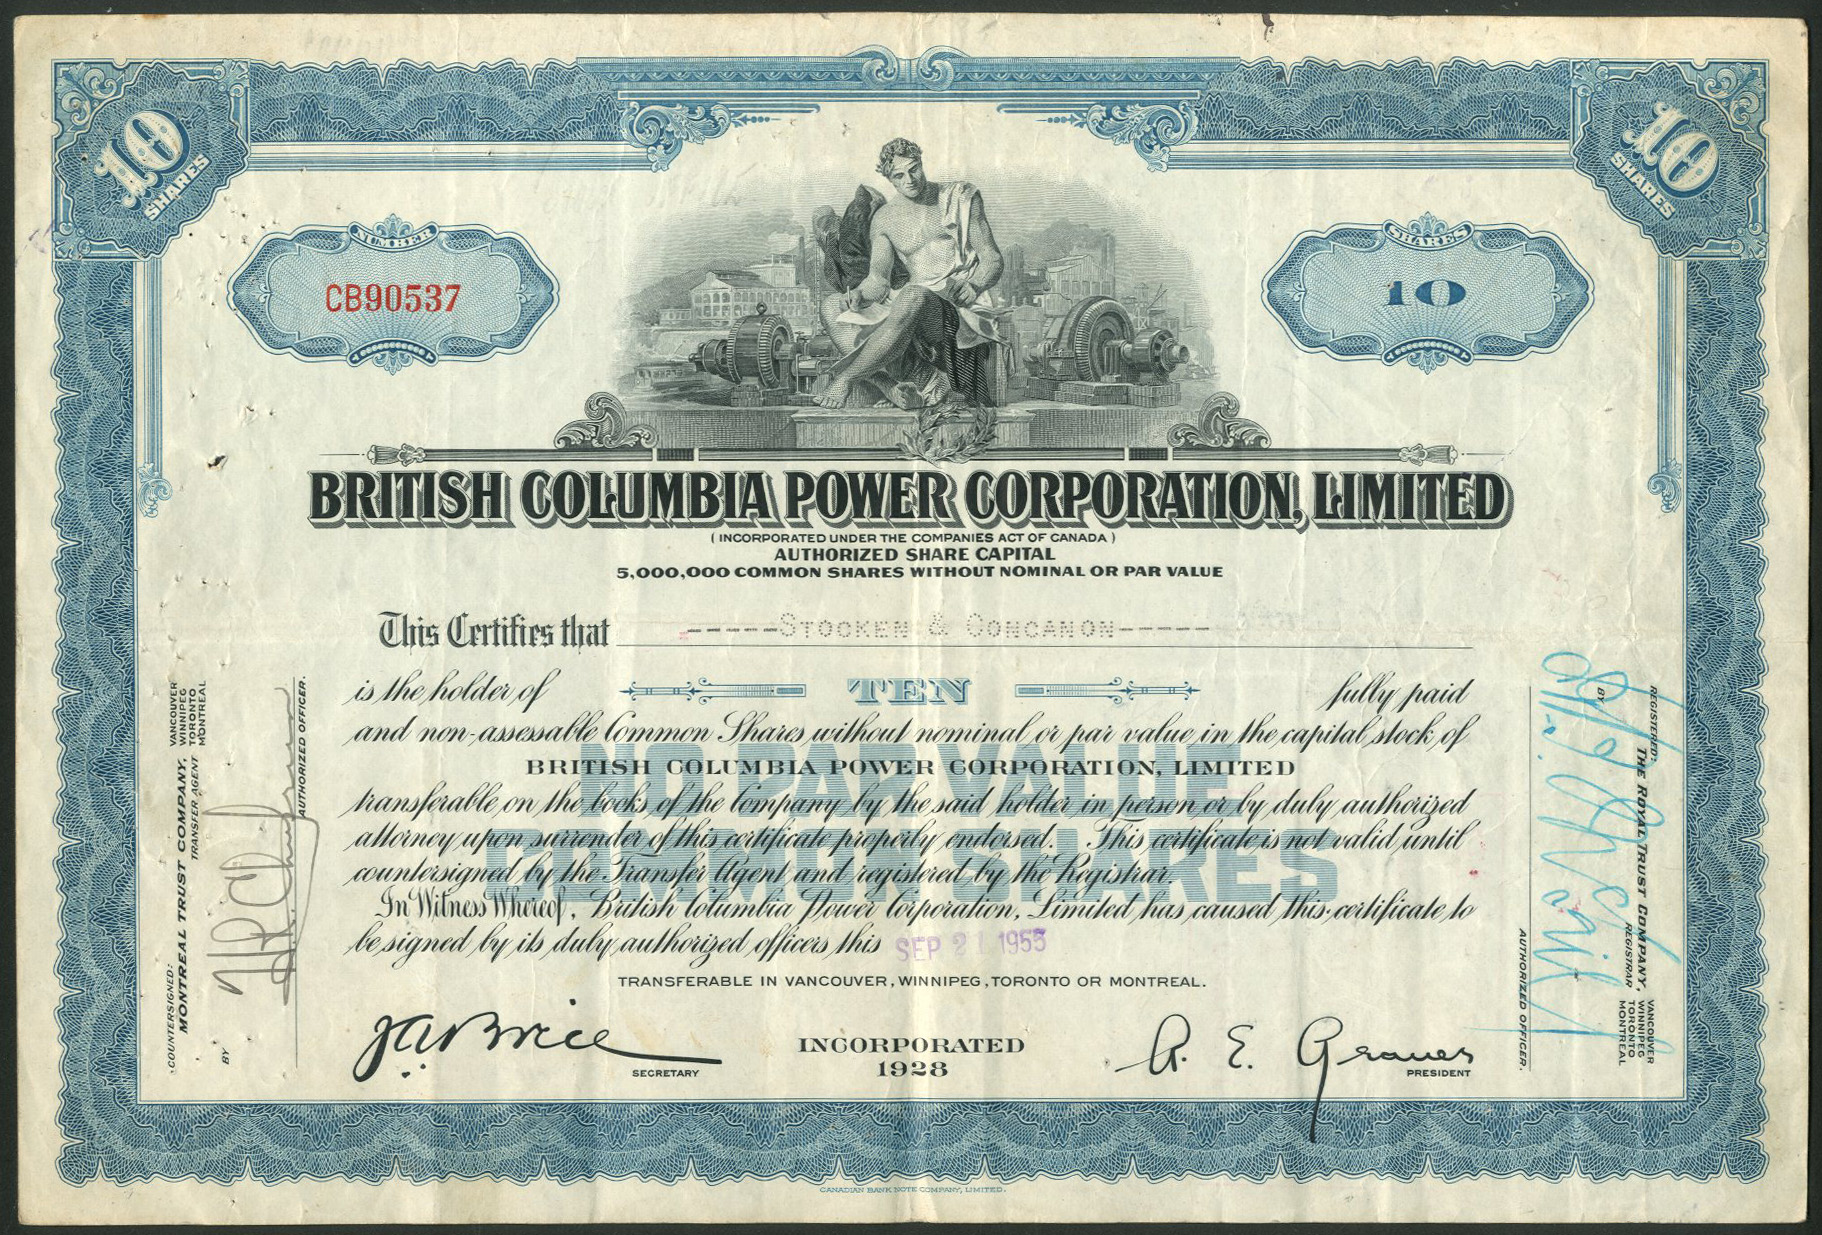 10
SHARES
10
SHARES
NUMBER
CB90537
SHARES
10
BRITISH COLUMBIA POWER CORPORATION, LIMITED
( INCORPORATED UNDER THE COMPANIES ACT OF CANADA )
AUTHORIZED SHARE CAPITAL
5,000,000 COMMON SHARES WITHOUT NOMINAL OR PAR VALUE
This Certifies that ----STOCKEN & CONCANON----
is the holder of TEN fully paid
and non-assessable Common Shares without nominal or par value in the capital stock of
BRITISH COLUMBIA POWER CORPORATION, LIMITED
transferable on the books of the Company by the said holder in person or by duly authorized
attorney upon surrender of this certificate properly endorsed. This certificate is not valid until
countersigned by the Transfer Agent and registered by the Registrar.
In Witness Whereof, British Columbia Power Corporation, Limited has caused this certificate to
be signed by its duly authorized officers this SEP 21 1955
NO PAR VALUE
COMMON SHARES
TRANSFERABLE IN VANCOUVER, WINNIPEG, TORONTO OR MONTREAL.
J A Brice
SECRETARY
INCORPORATED
1928
A. E. Graves
PRESIDENT
COUNTERSIGNED:
MONTREAL TRUST COMPANY,
TRANSFER AGENT
VANCOUVER
WINNIPEG
TORONTO
MONTREAL
BY
AUTHORIZED OFFICER.
REGISTERED:
THE ROYAL TRUST COMPANY,
REGISTRAR
VANCOUVER
WINNIPEG
TORONTO
MONTREAL
BY
AUTHORIZED OFFICER.
CANADIAN BANK NOTE COMPANY, LIMITED.